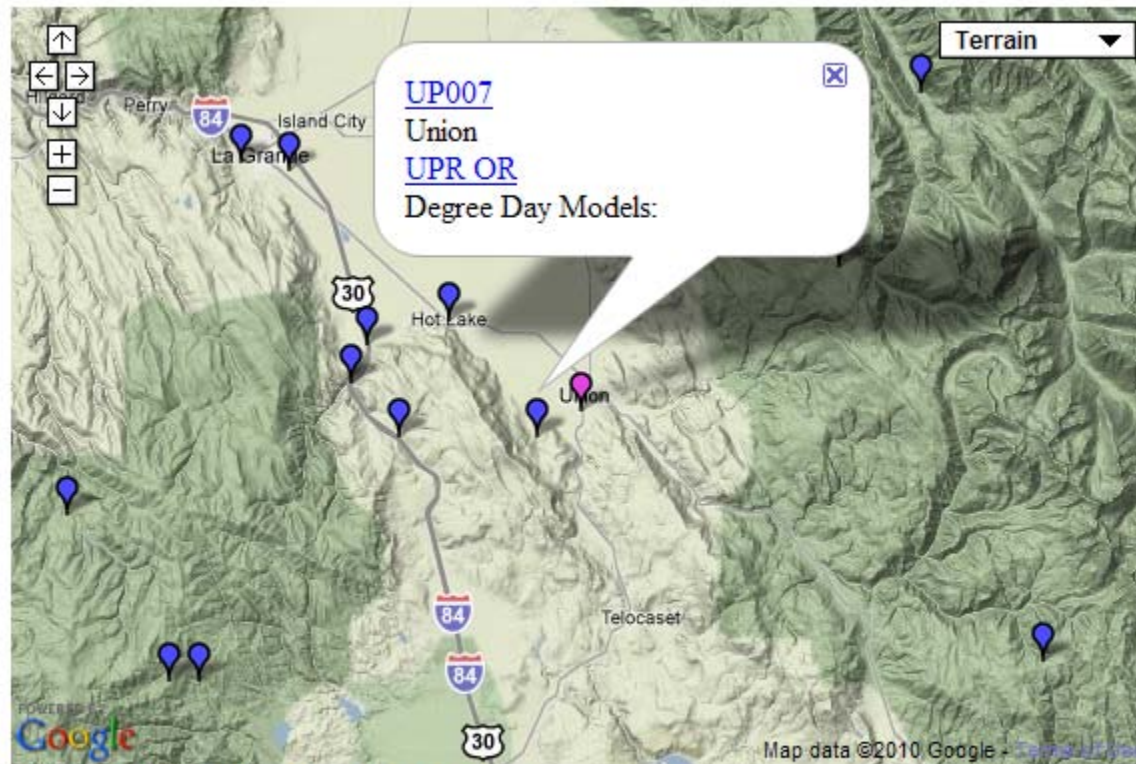 Terrain
UP007
Union
UPR OR
Degree Day Models:
Perry
84
Island City
La Grande
30
Hot Lake
Union
Telocaset
84
84
30
POWERED BY
Google
Map data ©2010 Google -